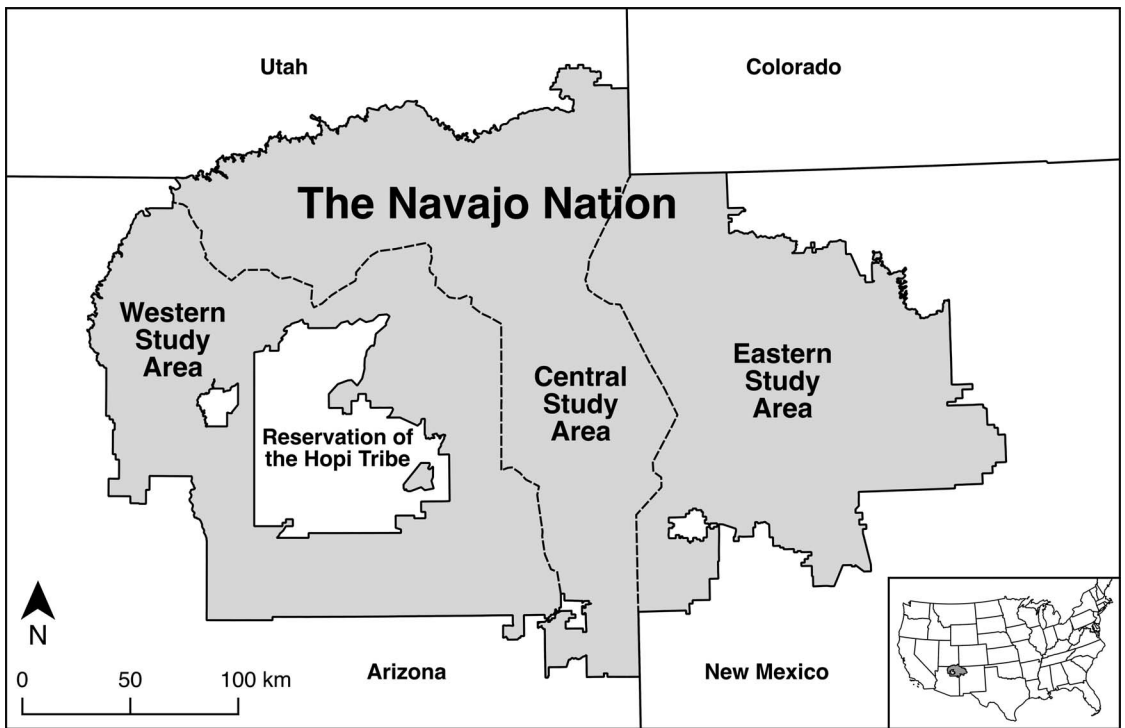 Utah
Colorado
The Navajo Nation
Western
Study
Area
Central
Study
Area
Eastern
Study
Area
Reservation of
the Hopi Tribe
N
0 50 100 km
Arizona
New Mexico